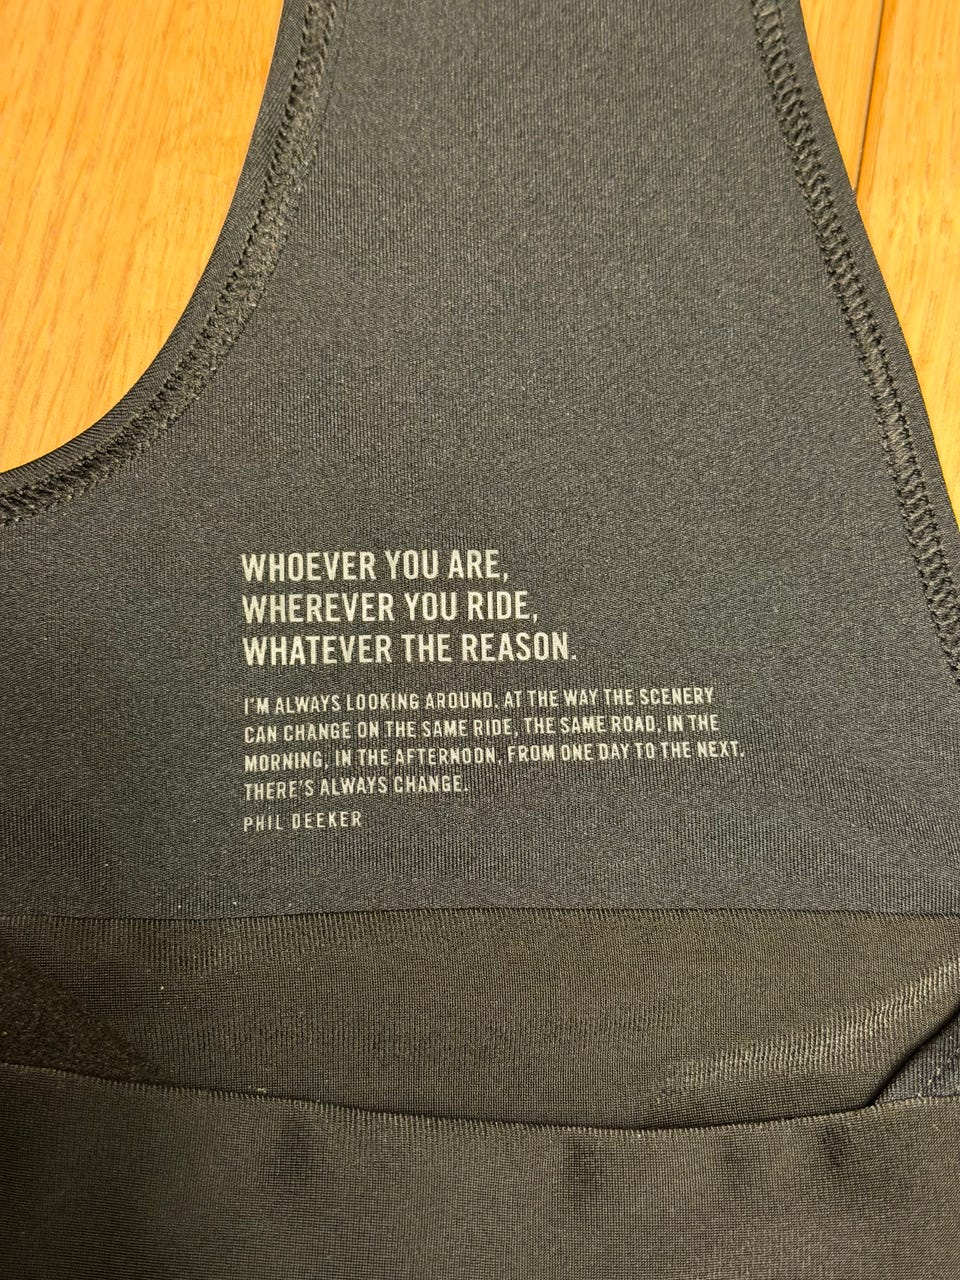 WHOEVER YOU ARE,
WHEREVER YOU RIDE,
WHATEVER THE REASON.
I'M ALWAYS LOOKING AROUND. AT THE WAY THE SCENERY
CAN CHANGE ON THE SAME RIDE, THE SAME ROAD, IN THE
MORNING, IN THE AFTERNOON, FROM ONE DAY TO THE NEXT.
THERE'S ALWAYS CHANGE.
PHIL DEEKER